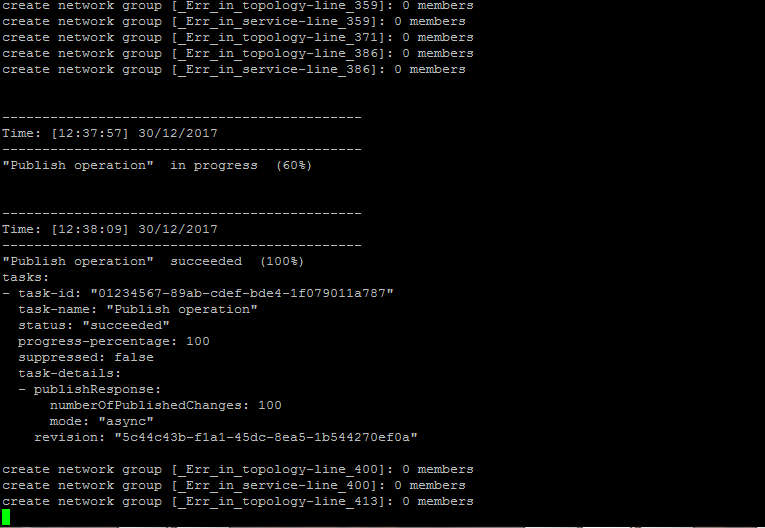 create network group [_Err_in_topology-line_359]: 0 members
create network group [_Err_in_service-line_359]: 0 members
create network group [_Err_in_topology-line_371]: 0 members
create network group [_Err_in_topology-line_386]: 0 members
create network group [_Err_in_service-line_386]: 0 members
---------------------------------------------
Time: [12:37:57] 30/12/2017
---------------------------------------------
"Publish operation"  in progress  (60%)
---------------------------------------------
Time: [12:38:09] 30/12/2017
---------------------------------------------
"Publish operation"  succeeded  (100%)
tasks:
- task-id: "01234567-89ab-cdef-bde4-1f079011a787"
  task-name: "Publish operation"
  status: "succeeded"
  progress-percentage: 100
  suppressed: false
  task-details:
  - publishResponse:
      numberOfPublishedChanges: 100
      mode: "async"
    revision: "5c44c43b-f1a1-45dc-8ea5-1b544270ef0a"
create network group [_Err_in_topology-line_400]: 0 members
create network group [_Err_in_service-line_400]: 0 members
create network group [_Err_in_topology-line_413]: 0 members